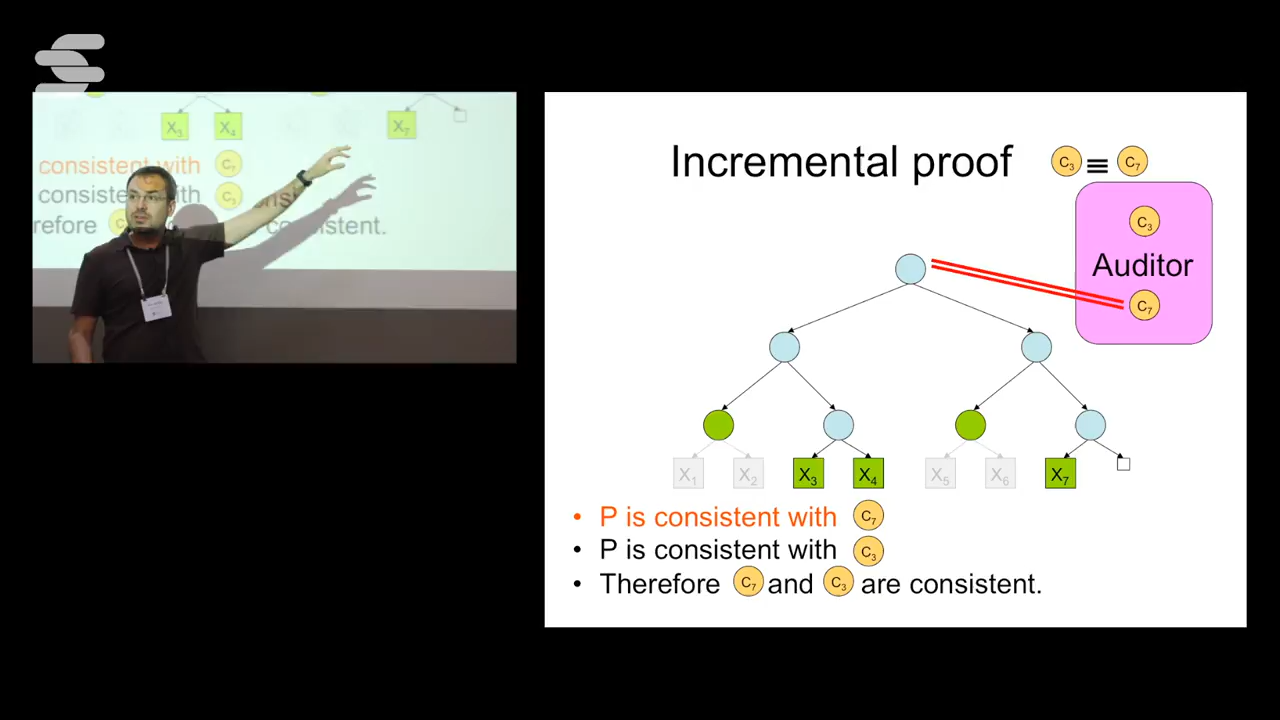 X3 X4 X7
consistent with C7
consistent with C3
refore consistent.
Incremental proof C3 ≡ C7
C3
Auditor
C7
X1 X2 X3 X4 X5 X6 X7
• P is consistent with C7
• P is consistent with C3
• Therefore C7 and C3 are consistent.